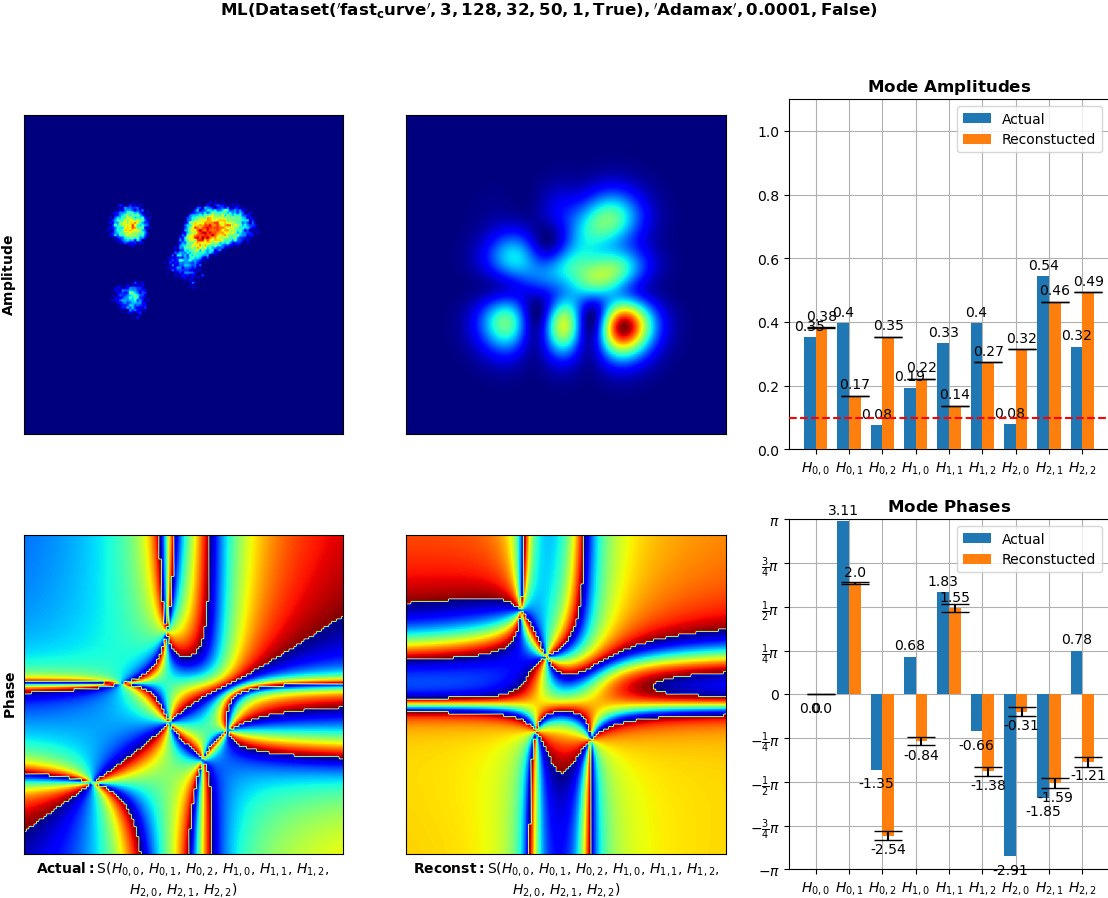 ML(Dataset('fast_curve', 3, 128, 32, 50, 1, True), 'Adamax', 0.0001, False)
Mode Amplitudes
Amplitude
Actual
Reconstucted
1.0
0.8
0.6
0.4
0.2
0.0
0.35 0.4 0.08 0.19 0.33 0.4 0.08 0.54 0.32
0.38 0.17 0.35 0.22 0.14 0.27 0.32 0.46 0.49
H0,0 H0,1 H0,2 H1,0 H1,1 H1,2 H2,0 H2,1 H2,2
Mode Phases
Phase
Actual
Reconstucted
π
3/4π
1/2π
1/4π
0
−1/4π
−1/2π
−3/4π
−π
0.0 3.11 -1.35 0.68 1.83 -0.66 -2.91 -1.85 0.78
0.0 2.0 -2.54 -0.84 1.55 -1.38 -0.31 -1.59 -1.21
H0,0 H0,1 H0,2 H1,0 H1,1 H1,2 H2,0 H2,1 H2,2
Actual: S(H0,0, H0,1, H0,2, H1,0, H1,1, H1,2,
H2,0, H2,1, H2,2)
Reconst: S(H0,0, H0,1, H0,2, H1,0, H1,1, H1,2,
H2,0, H2,1, H2,2)